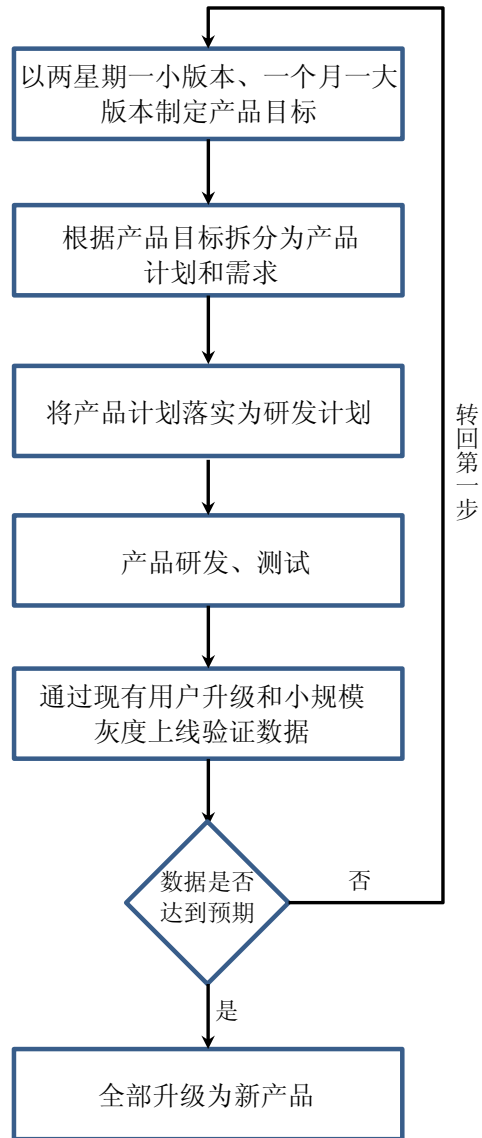 以两星期一小版本、一个月一大
版本制定产品目标
根据产品目标拆分为产品
计划和需求
将产品计划落实为研发计划
转回第一步
产品研发、测试
通过现有用户升级和小规模
灰度上线验证数据
数据是否
达到预期
否
是
全部升级为新产品